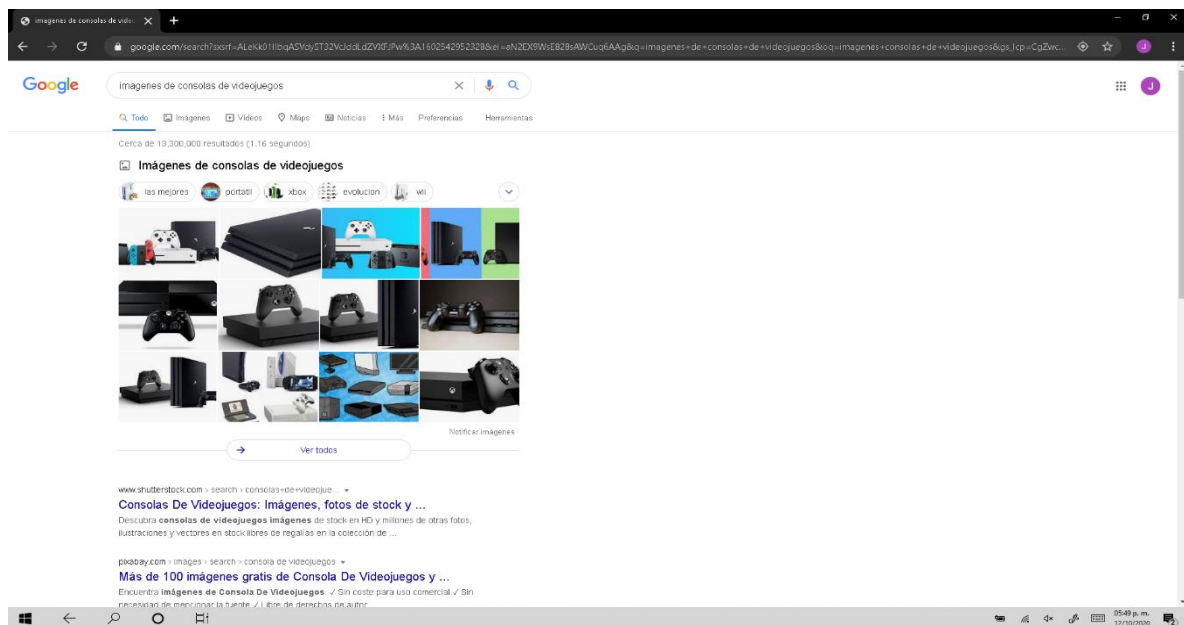 imagenes de consolas de video
google.com/search?
Google
imagenes de consolas de videojuegos
J
Todo Imágenes Vídeos Maps Noticias Más Preferencias Herramientas
Cerca de 13,300,000 resultados (1.16 segundos)
Imágenes de consolas de videojuegos
las mejores portatil xbox evolucion wii
Notificar imágenes
Ver todos
www.shutterstock.com › search › consolas+de+videojue...
Consolas De Videojuegos: Imágenes, fotos de stock y ...
Descubra consolas de videojuegos imágenes de stock en HD y millones de otras fotos,
ilustraciones y vectores en stock libres de regalías en la colección de ...
pixabay.com › images › search › consola de videojuegos
Más de 100 imágenes gratis de Consola De Videojuegos y ...
Encuentra imágenes de Consola De Videojuegos. ✓ Sin coste para uso comercial ✓ Sin
necesidad de mencionar la fuente ✓ Libre de derechos de autor
05:49 p. m.
12/10/2020